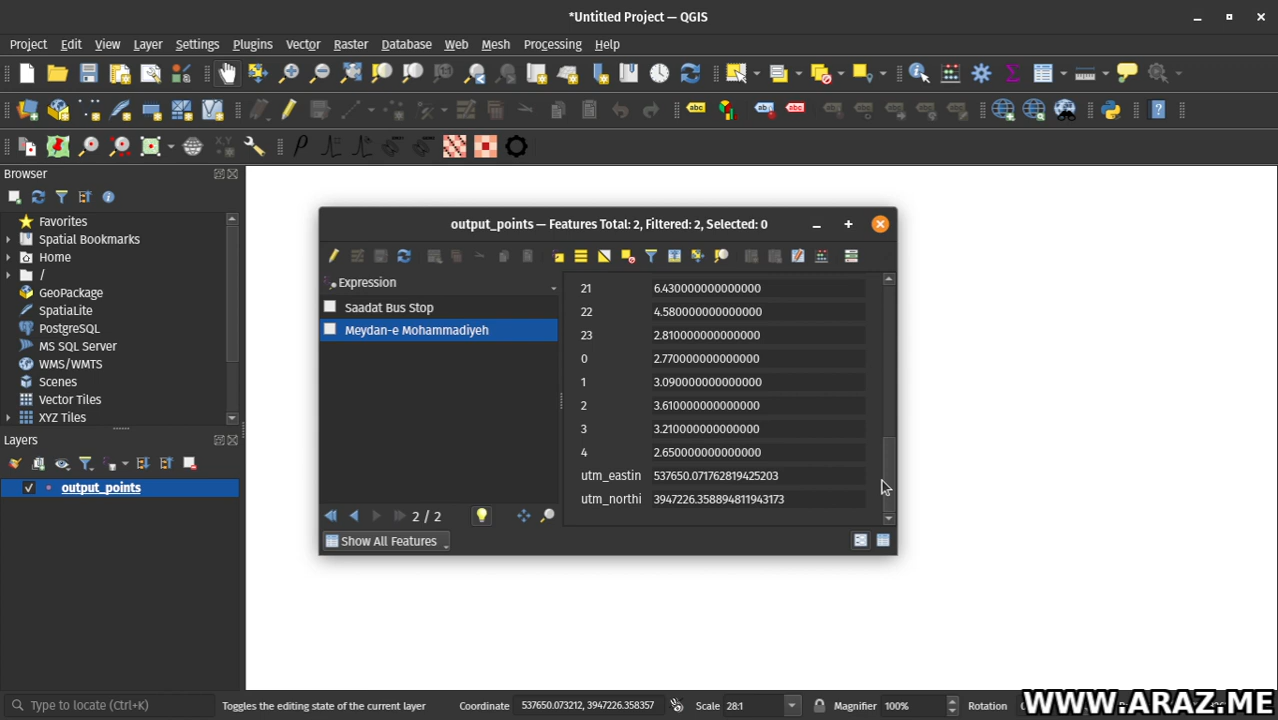 *Untitled Project — QGIS
Project Edit View Layer Settings Plugins Vector Raster Database Web Mesh Processing Help
Browser
Favorites
Spatial Bookmarks
Home
/
GeoPackage
SpatiaLite
PostgreSQL
MS SQL Server
WMS/WMTS
Scenes
Vector Tiles
XYZ Tiles
Layers
output_points
output_points — Features Total: 2, Filtered: 2, Selected: 0
Expression
Saadat Bus Stop
Meydan-e Mohammadiyeh
2 / 2
Show All Features
21 6.430000000000000
22 4.580000000000000
23 2.810000000000000
0 2.770000000000000
1 3.090000000000000
2 3.610000000000000
3 3.210000000000000
4 2.650000000000000
utm_eastin 537650.071762819425203
utm_northi 3947226.358894811943173
Type to locate (Ctrl+K) Toggles the editing state of the current layer Coordinate 537650.073212, 3947226.358357 Scale 28:1 Magnifier 100% Rotation
WWW.ARAZ.ME